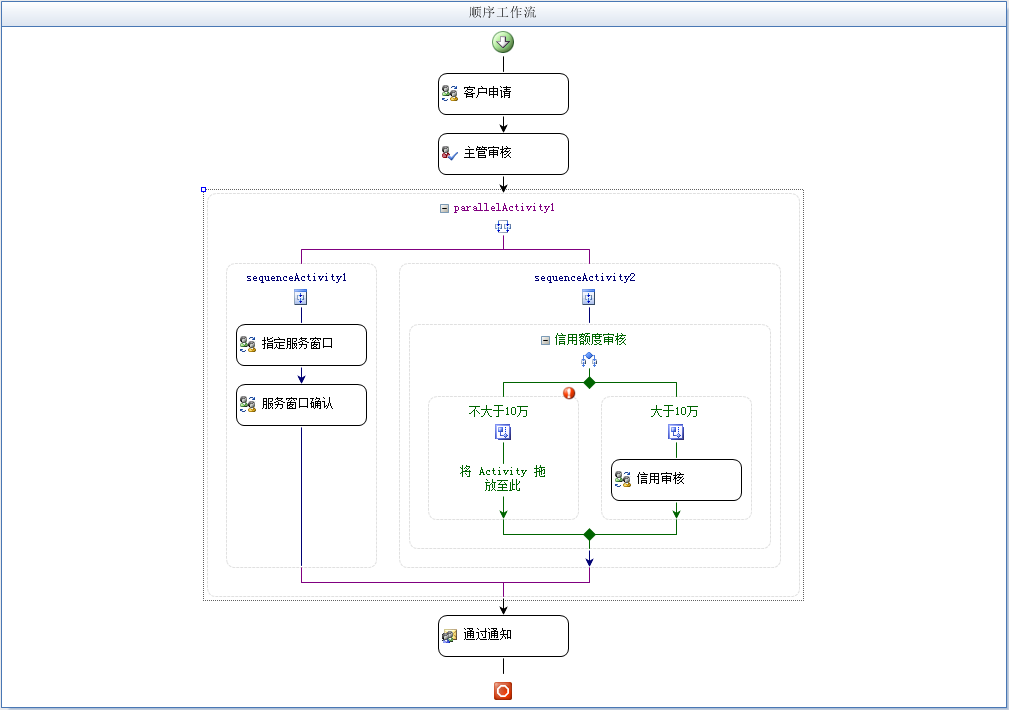 顺序工作流
客户申请
主管审核
parallelActivity1
sequenceActivity1
指定服务窗口
服务窗口确认
sequenceActivity2
信用额度审核
不大于10万
将 Activity 拖
放至此
大于10万
信用审核
通过通知